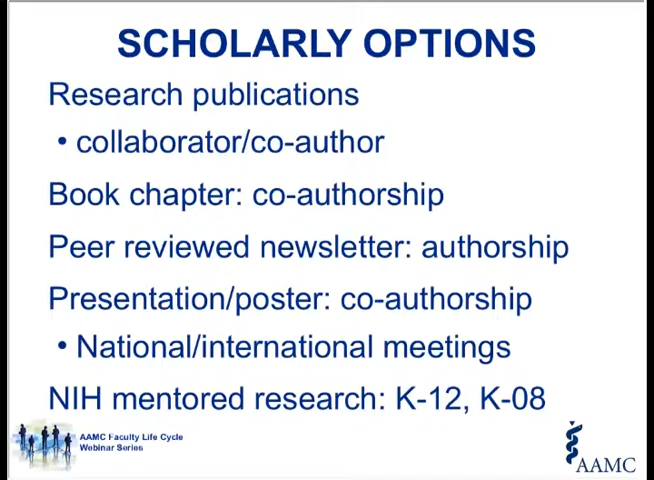 SCHOLARLY OPTIONS
Research publications
• collaborator/co-author
Book chapter: co-authorship
Peer reviewed newsletter: authorship
Presentation/poster: co-authorship
• National/international meetings
NIH mentored research: K-12, K-08
AAMC Faculty Life Cycle
Webinar Series
AAMC